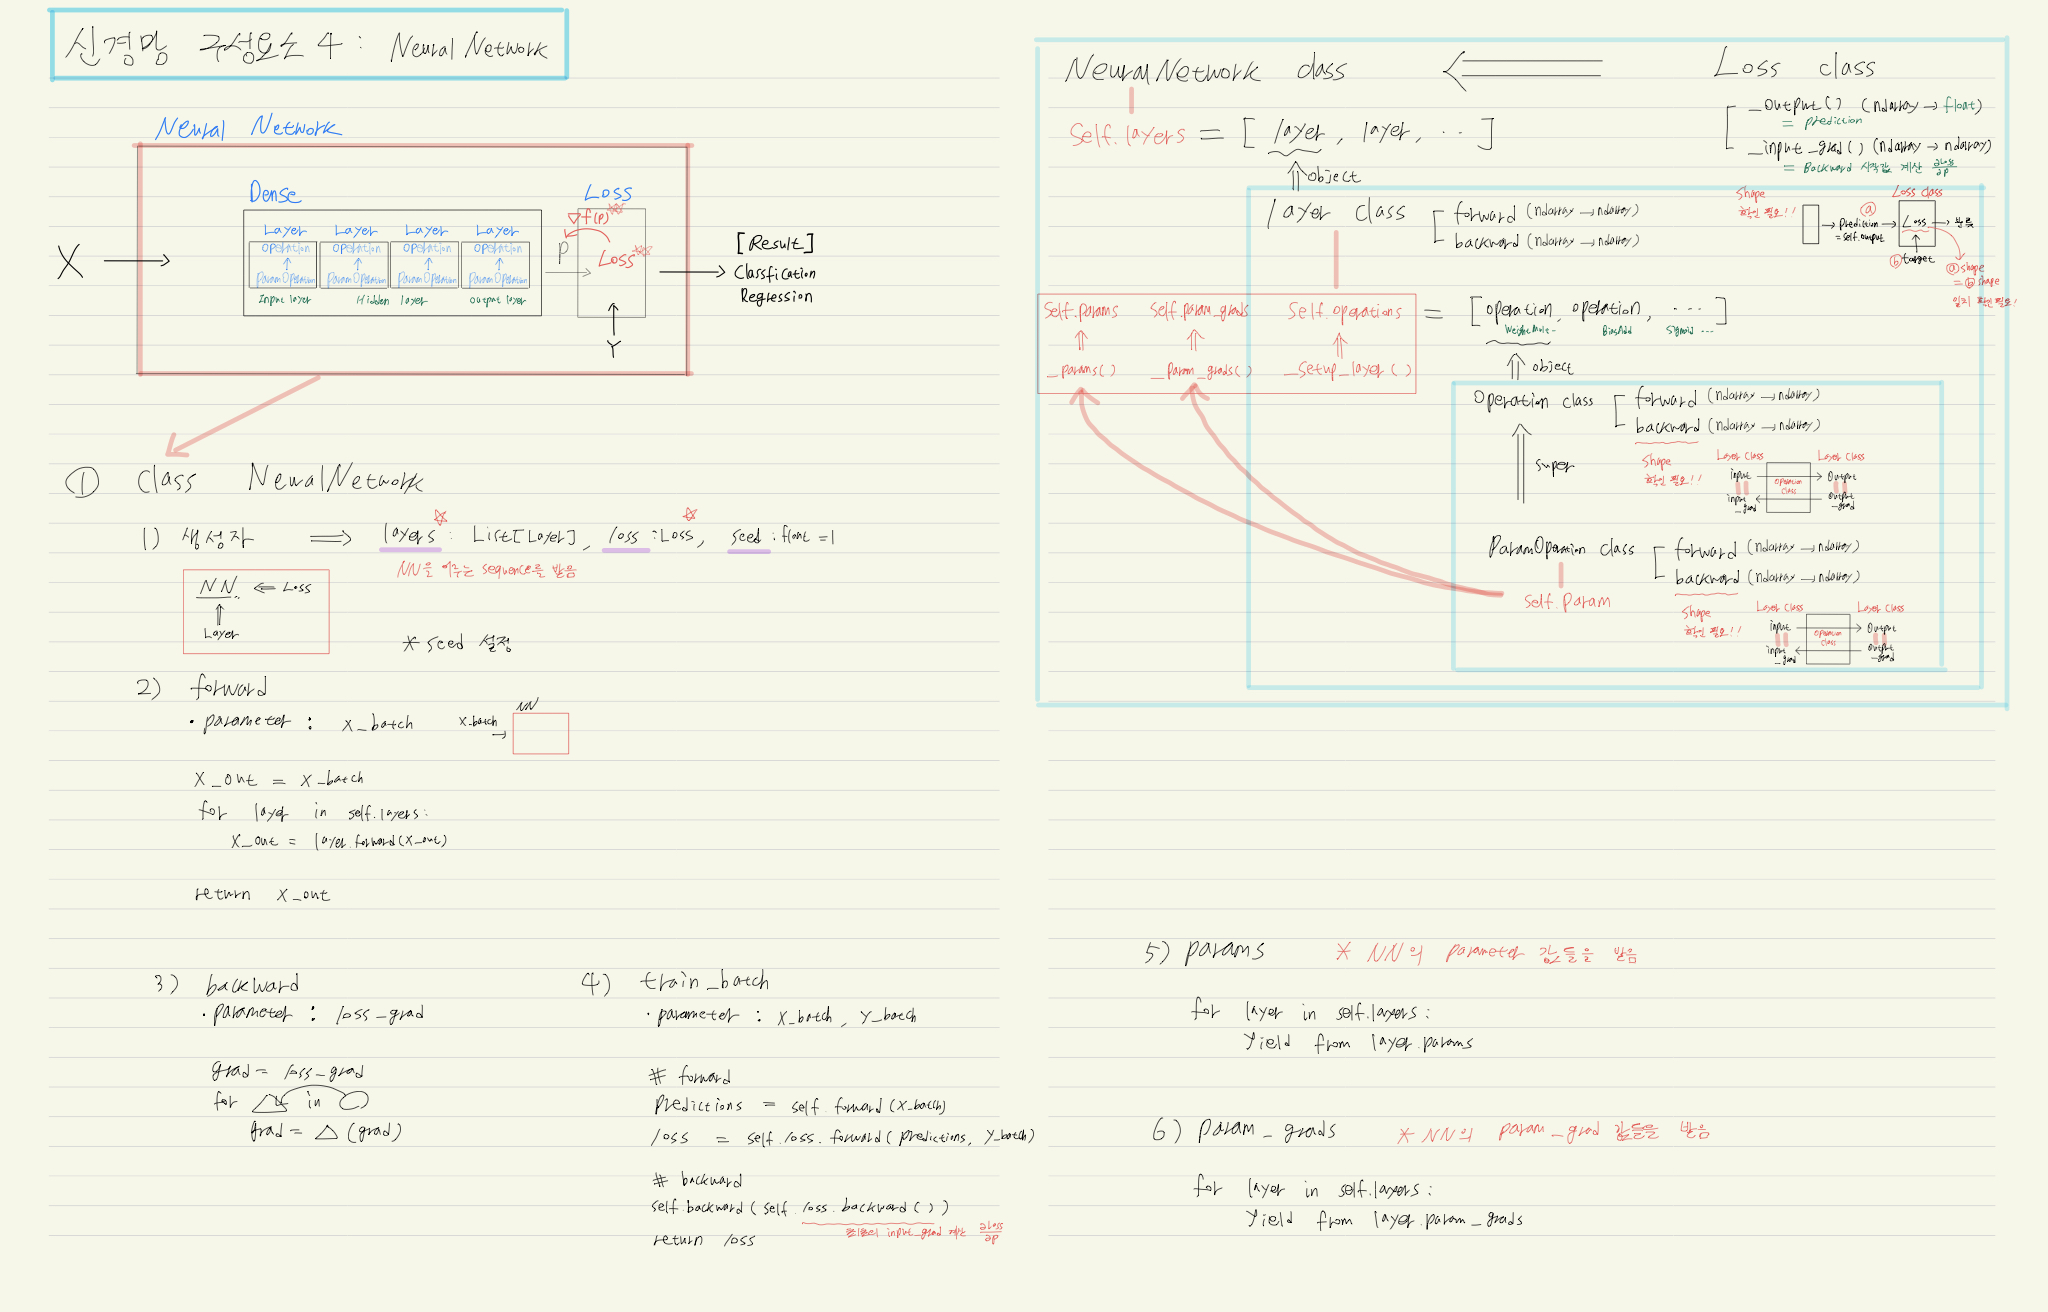 신경망 구성요소 4 : Neural Network
Neural Network
Dense
Loss
Layer Layer Layer Layer
operation operation operation operation
ParamOperation ParamOperation ParamOperation ParamOperation
Input layer Hidden layer output layer
X
▽f(p)
P
Loss
Y
[Result]
Classfication
Regression
① class NeuralNetwork
1) 생성자 ⟹ layers : List[Layer], loss : Loss, seed : float = 1
NN을 이루는 sequence를 받음
NN ⇐ Loss
Layer
* seed 설정
2) forward
· parameter : X_batch
X_batch →
NN
X_out = X_batch
for layer in self.layers:
X_out = layer.forward(X_out)
return X_out
3) backward
· parameter : loss_grad
grad = loss_grad
for △ in ○
grad = △ (grad)
4) train_batch
· parameter : X_batch, Y_batch
# forward
predictions = self.forward(X_batch)
loss = self.loss.forward(predictions, Y_batch)
# backward
self.backward(self.loss.backward())
input_grad 계산 ∂Loss/∂P
return loss
NeuralNetwork class ⟸ Loss class
_output() (ndarray → float)
= prediction
_input_grad() (ndarray → ndarray)
= Backward 시작값 계산 ∂Loss/∂P
self.layers = [ layer, layer, ... ]
object
layer class
forward (ndarray → ndarray)
backward (ndarray → ndarray)
shape
확인 필요!!
Loss class
ⓐ
→ prediction → Loss → 분류
= self.output
ⓑ target
ⓐ shape
= ⓑ shape
일치 확인 필요!
self.params self.param_grads self.operations = [operation, operation, ...]
WeightMult.. BiasAdd Sigmoid ...
_params() _param_grads() _setup_layer()
object
Operation class
forward (ndarray → ndarray)
backward (ndarray → ndarray)
super
shape
확인 필요!!
Layer class Layer class
input operation class output
input_grad output_grad
ParamOperation class
forward (ndarray → ndarray)
backward (ndarray → ndarray)
self.param
shape
확인 필요!!
Layer class Layer class
input operation class output
input_grad output_grad
5) params * NN의 parameter 값들을 받음
for layer in self.layers:
yield from layer.params
6) param_grads * NN의 param_grad 값들을 받음
for layer in self.layers:
yield from layer.param_grads